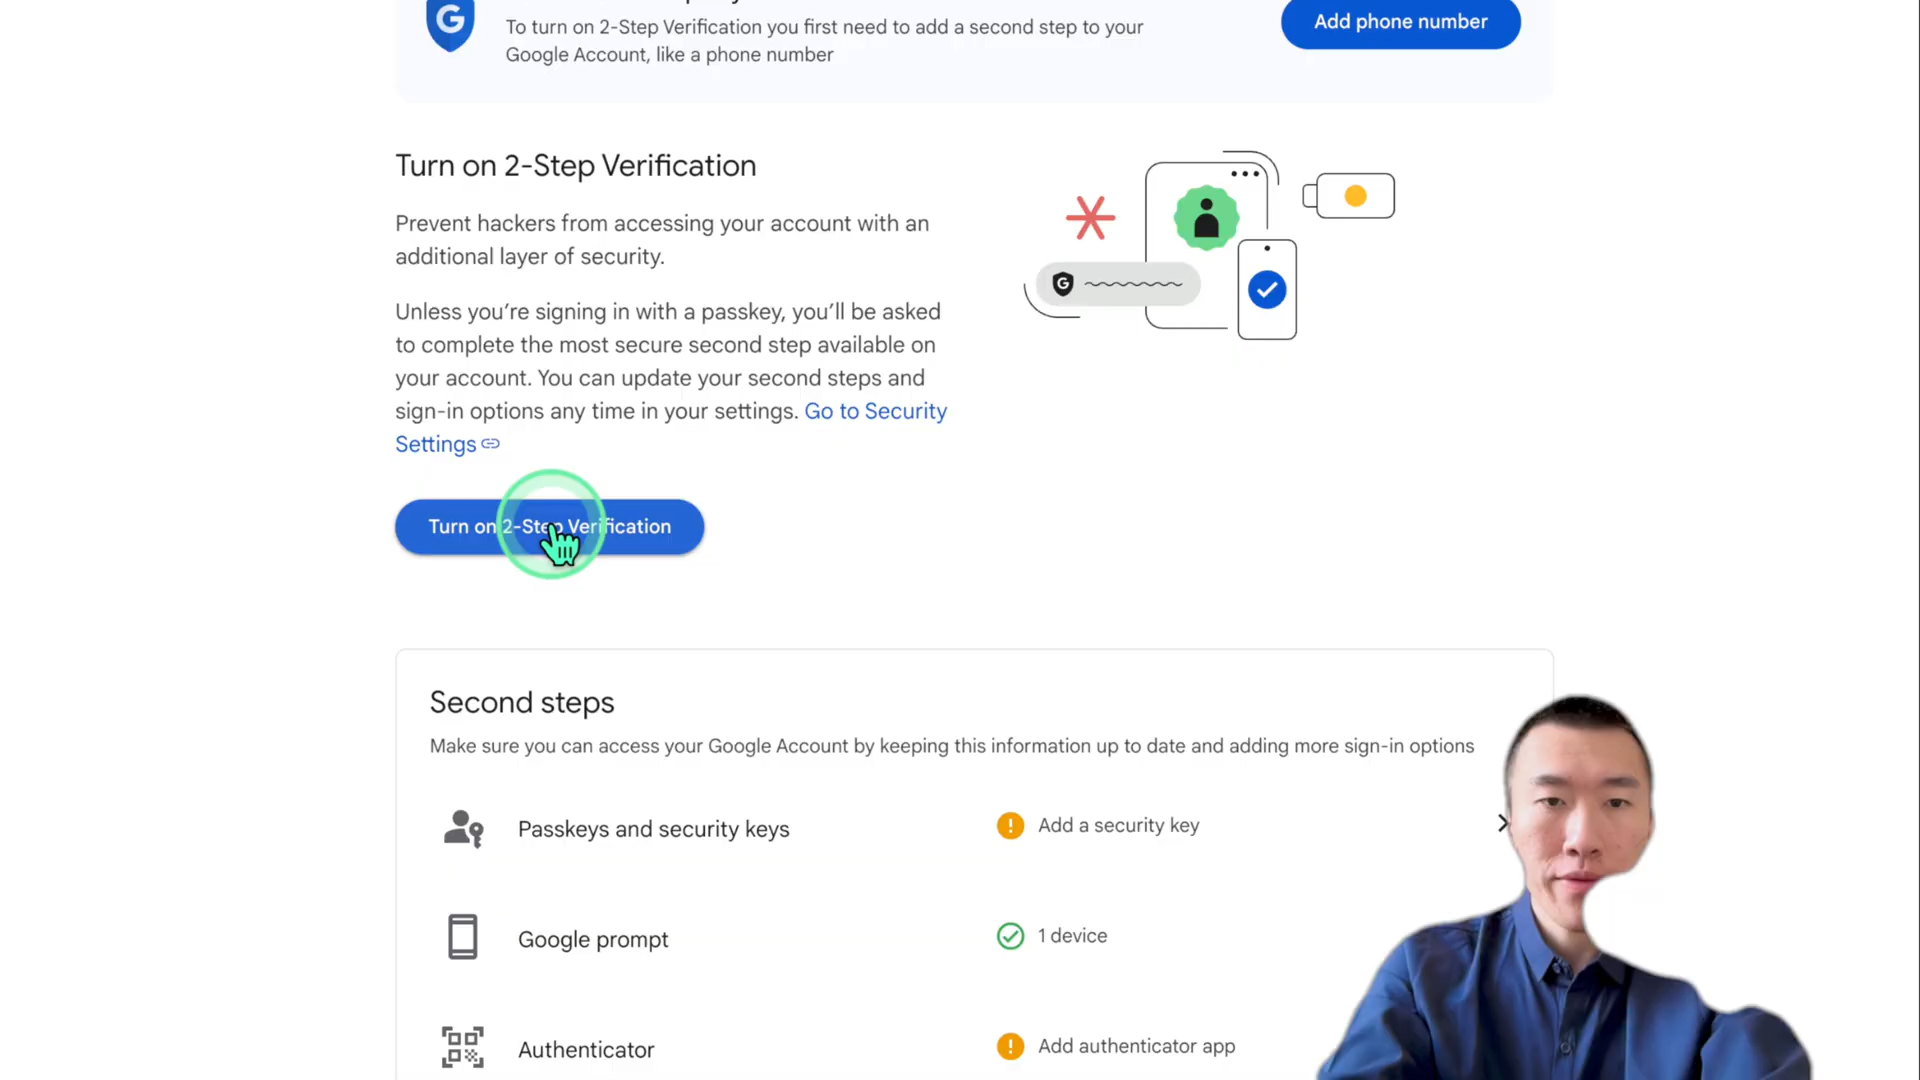 To turn on 2-Step Verification you first need to add a second step to your
Google Account, like a phone number
Add phone number
Turn on 2-Step Verification
Prevent hackers from accessing your account with an
additional layer of security.
Unless you’re signing in with a passkey, you’ll be asked
to complete the most secure second step available on
your account. You can update your second steps and
sign-in options any time in your settings. Go to Security
Settings
Turn on 2-Step Verification
Second steps
Make sure you can access your Google Account by keeping this information up to date and adding more sign-in options
Passkeys and security keys
Add a security key
Google prompt
1 device
Authenticator
Add authenticator app